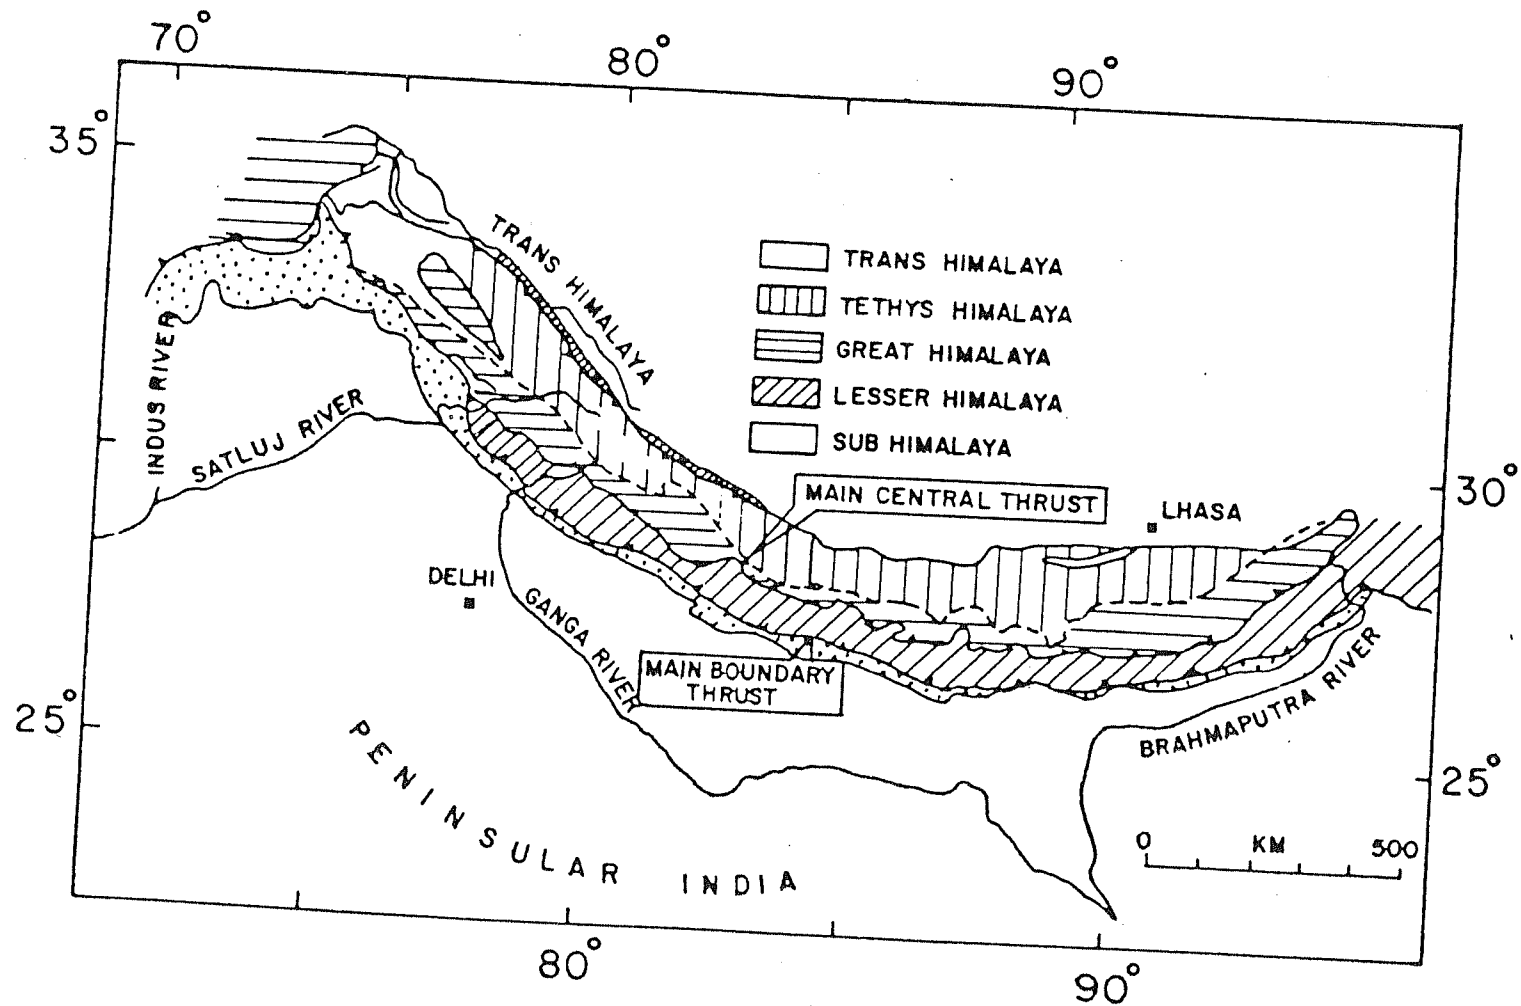 70°
80°
90°
35°
TRANS HIMALAYA
TRANS HIMALAYA
TETHYS HIMALAYA
GREAT HIMALAYA
LESSER HIMALAYA
SUB HIMALAYA
INDUS RIVER
SATLUJ RIVER
MAIN CENTRAL THRUST
LHASA
30°
DELHI
GANGA RIVER
MAIN BOUNDARY
THRUST
BRAHMAPUTRA RIVER
25°
25°
PENINSULAR INDIA
0 KM 500
80°
90°